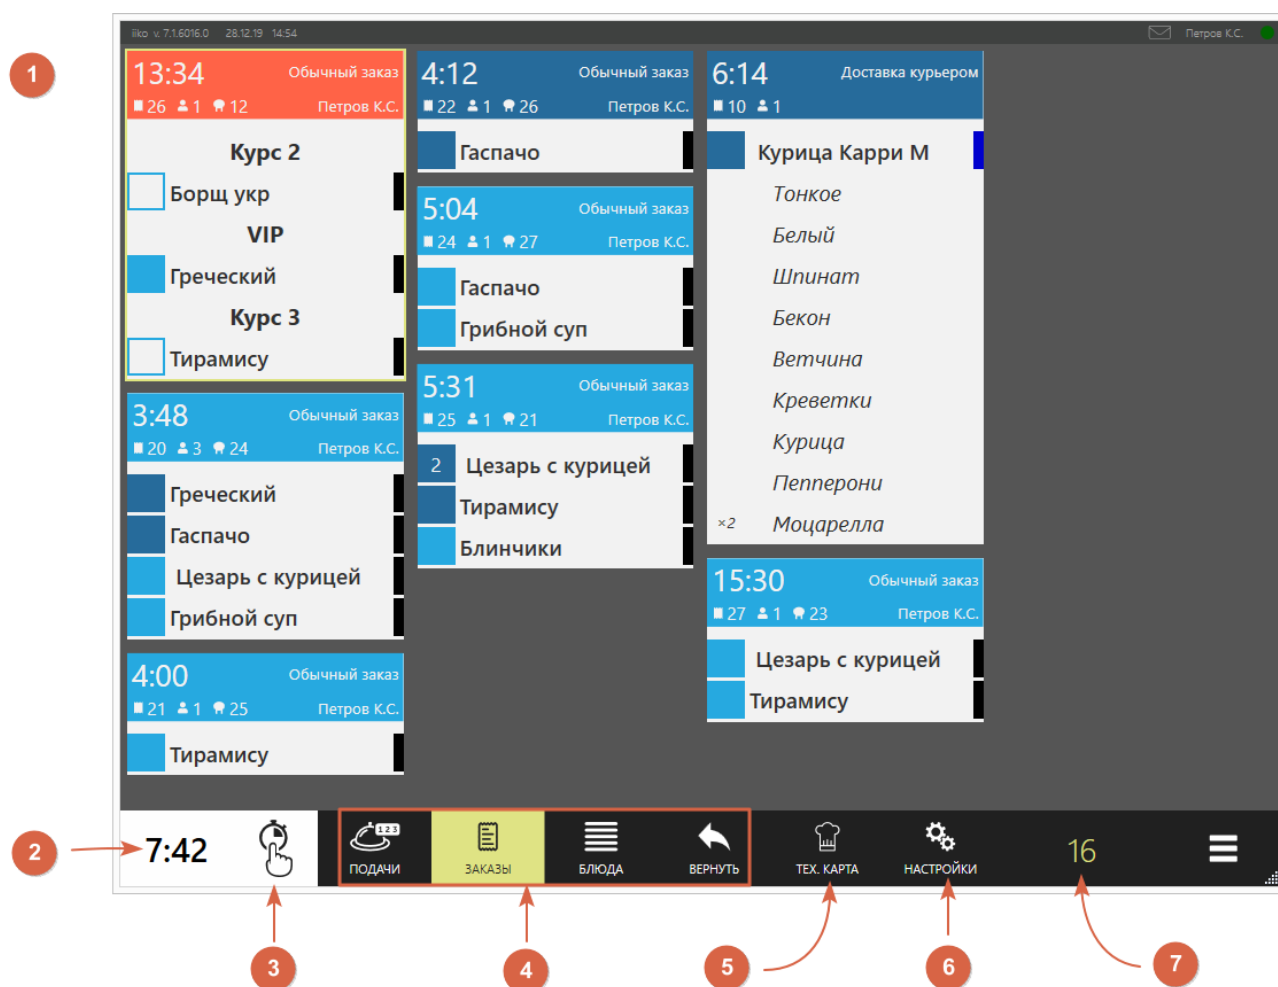 iiko v. 7.1.6016.0 28.12.19 14:54 Петров К.С.
1
13:34 Обычный заказ
26 1 12 Петров К.С.
Курс 2
Борщ укр
VIP
Греческий
Курс 3
Тирамису
3:48 Обычный заказ
20 3 24 Петров К.С.
Греческий
Гаспачо
Цезарь с курицей
Грибной суп
4:00 Обычный заказ
21 1 25 Петров К.С.
Тирамису
4:12 Обычный заказ
22 1 26 Петров К.С.
Гаспачо
5:04 Обычный заказ
24 1 27 Петров К.С.
Гаспачо
Грибной суп
5:31 Обычный заказ
25 1 21 Петров К.С.
2 Цезарь с курицей
Тирамису
Блинчики
6:14 Доставка курьером
10 1
Курица Карри М
Тонкое
Белый
Шпинат
Бекон
Ветчина
Креветки
Курица
Пепперони
×2 Моцарелла
15:30 Обычный заказ
27 1 23 Петров К.С.
Цезарь с курицей
Тирамису
2
7:42
123
ПОДАЧИ
ЗАКАЗЫ
БЛЮДА
ВЕРНУТЬ
ТЕХ. КАРТА
НАСТРОЙКИ
16
3
4
5
6
7